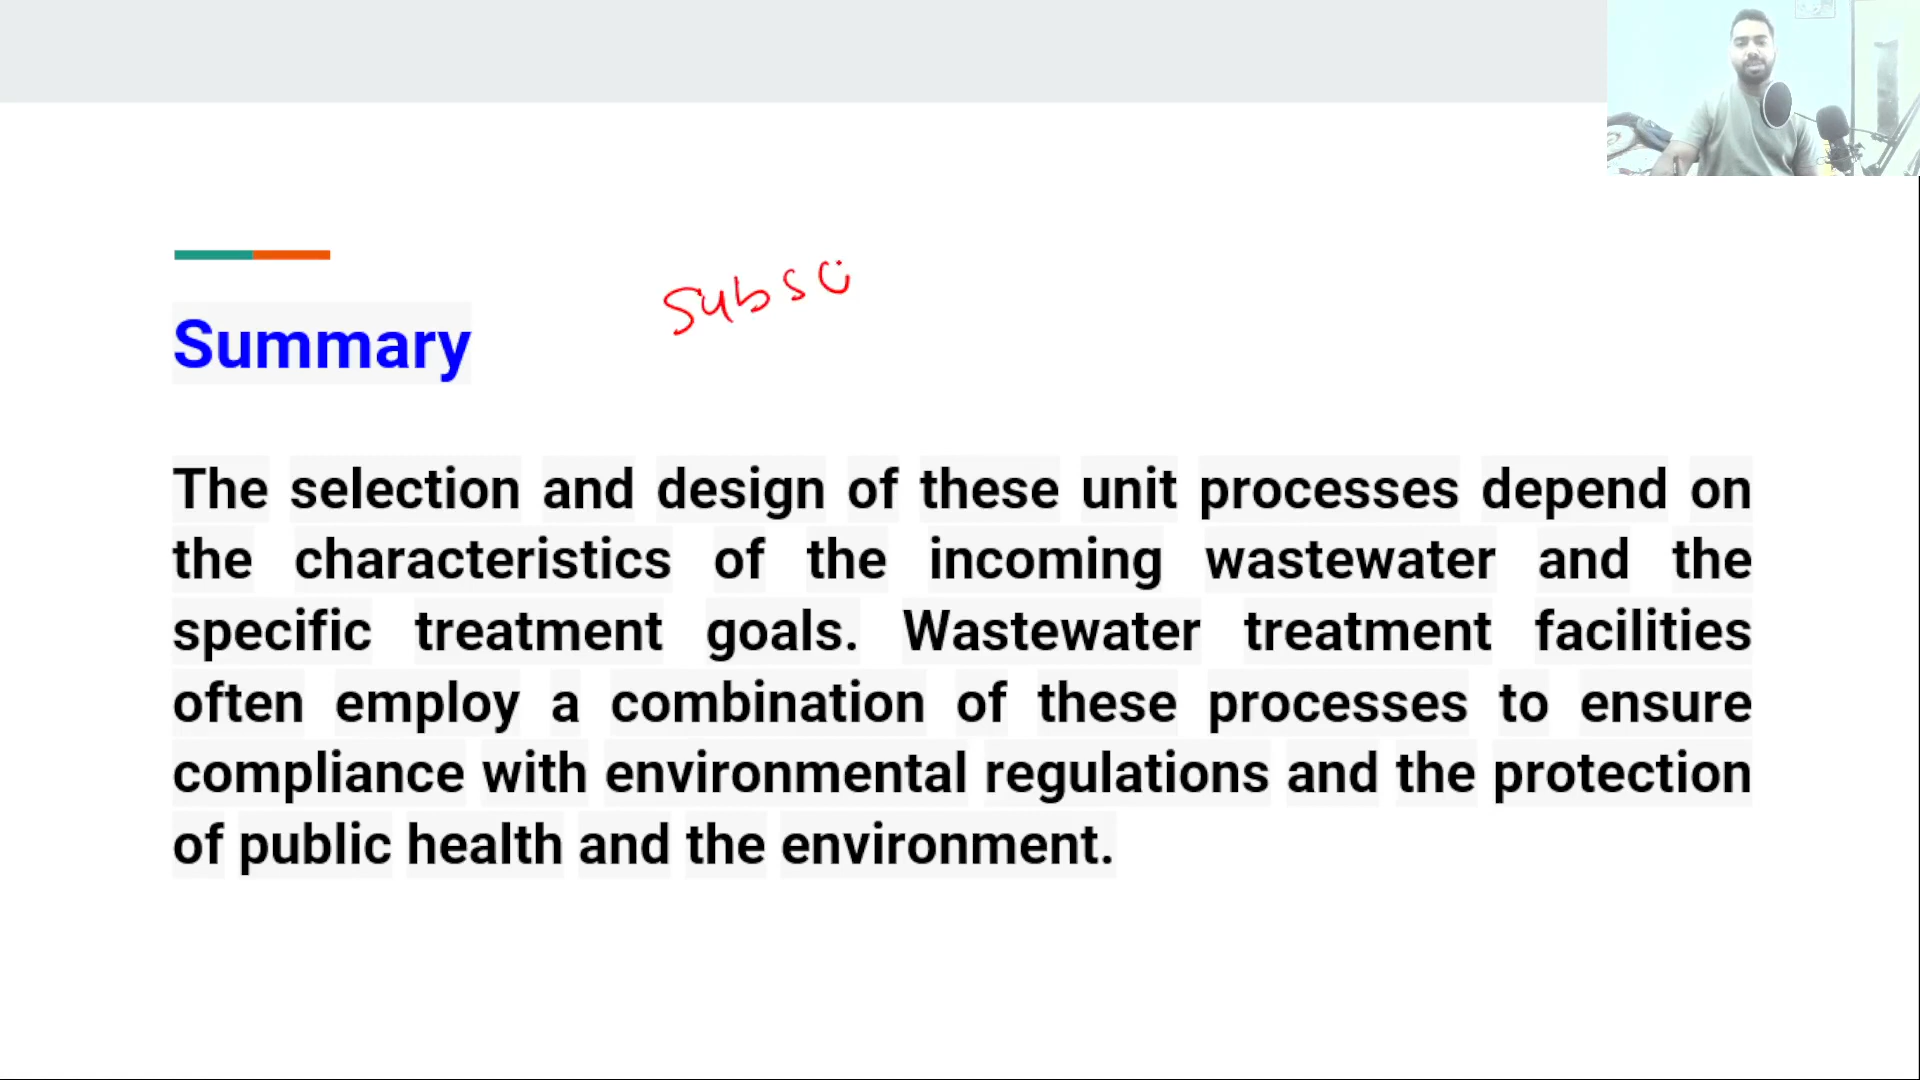 subsc
Summary
The selection and design of these unit processes depend on
the characteristics of the incoming wastewater and the
specific treatment goals. Wastewater treatment facilities
often employ a combination of these processes to ensure
compliance with environmental regulations and the protection
of public health and the environment.